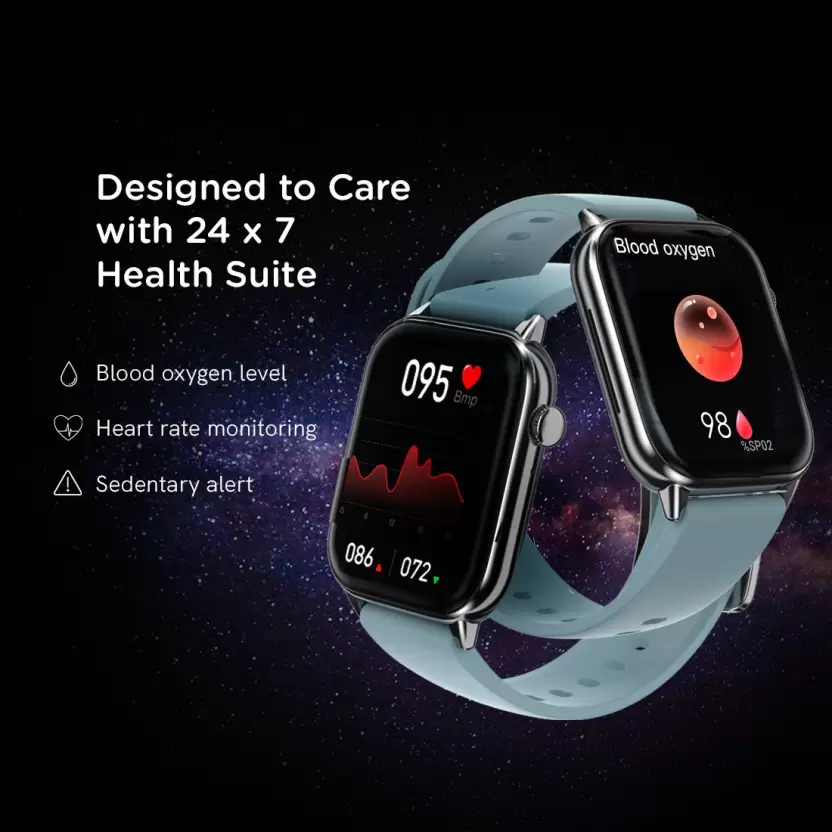 Designed to Care
with 24 x 7
Health Suite
Blood oxygen level
Heart rate monitoring
Sedentary alert
Blood oxygen
98
%SP02
095
Bmp
086 072